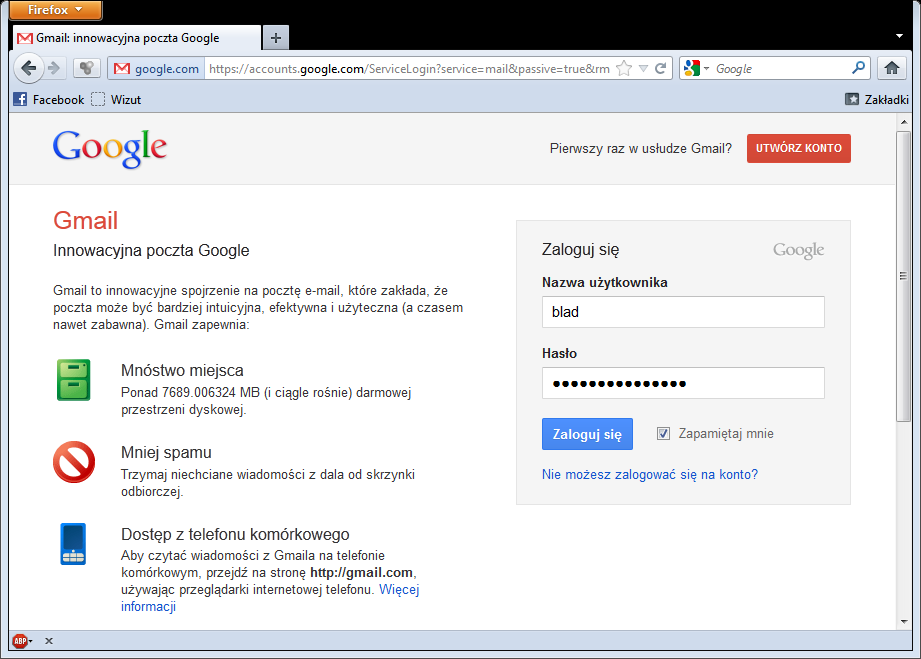 Firefox
Gmail: innowacyjna poczta Google
google.com https://accounts.google.com/ServiceLogin?service=mail&passive=true&rm
Google
Facebook
Wizut
Zakładki
Google
Pierwszy raz w usłudze Gmail?
UTWÓRZ KONTO
Gmail
Innowacyjna poczta Google
Gmail to innowacyjne spojrzenie na pocztę e-mail, które zakłada, że
poczta może być bardziej intuicyjna, efektywna i użyteczna (a czasem
nawet zabawna). Gmail zapewnia:
Mnóstwo miejsca
Ponad 7689.006324 MB (i ciągle rośnie) darmowej
przestrzeni dyskowej.
Mniej spamu
Trzymaj niechciane wiadomości z dala od skrzynki
odbiorczej.
Dostęp z telefonu komórkowego
Aby czytać wiadomości z Gmaila na telefonie
komórkowym, przejdź na stronę http://gmail.com,
używając przeglądarki internetowej telefonu. Więcej
informacji
Zaloguj się
Google
Nazwa użytkownika
blad
Hasło
●●●●●●●●●●●●●●●
Zaloguj się
Zapamiętaj mnie
Nie możesz zalogować się na konto?
ABP